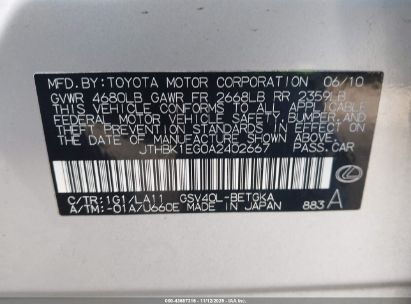 MFD.BY:TOYOTA MOTOR CORPORATION 06/10
GVWR 4680LB GAWR FR 2668LB RR 2359LB
THIS VEHICLE CONFORMS TO ALL APPLICABLE
FEDERAL MOTOR VEHICLE SAFETY, BUMPER, AND
THEFT PREVENTION STANDARDS IN EFFECT ON
THE DATE OF MANUFACTURE SHOWN ABOVE.
JTHBK1EG0A2402667 PASS.CAR
C/TR:1G1/LA11 GSV40L-BETGKA
A/TM:-01A/U660E MADE IN JAPAN 883 A